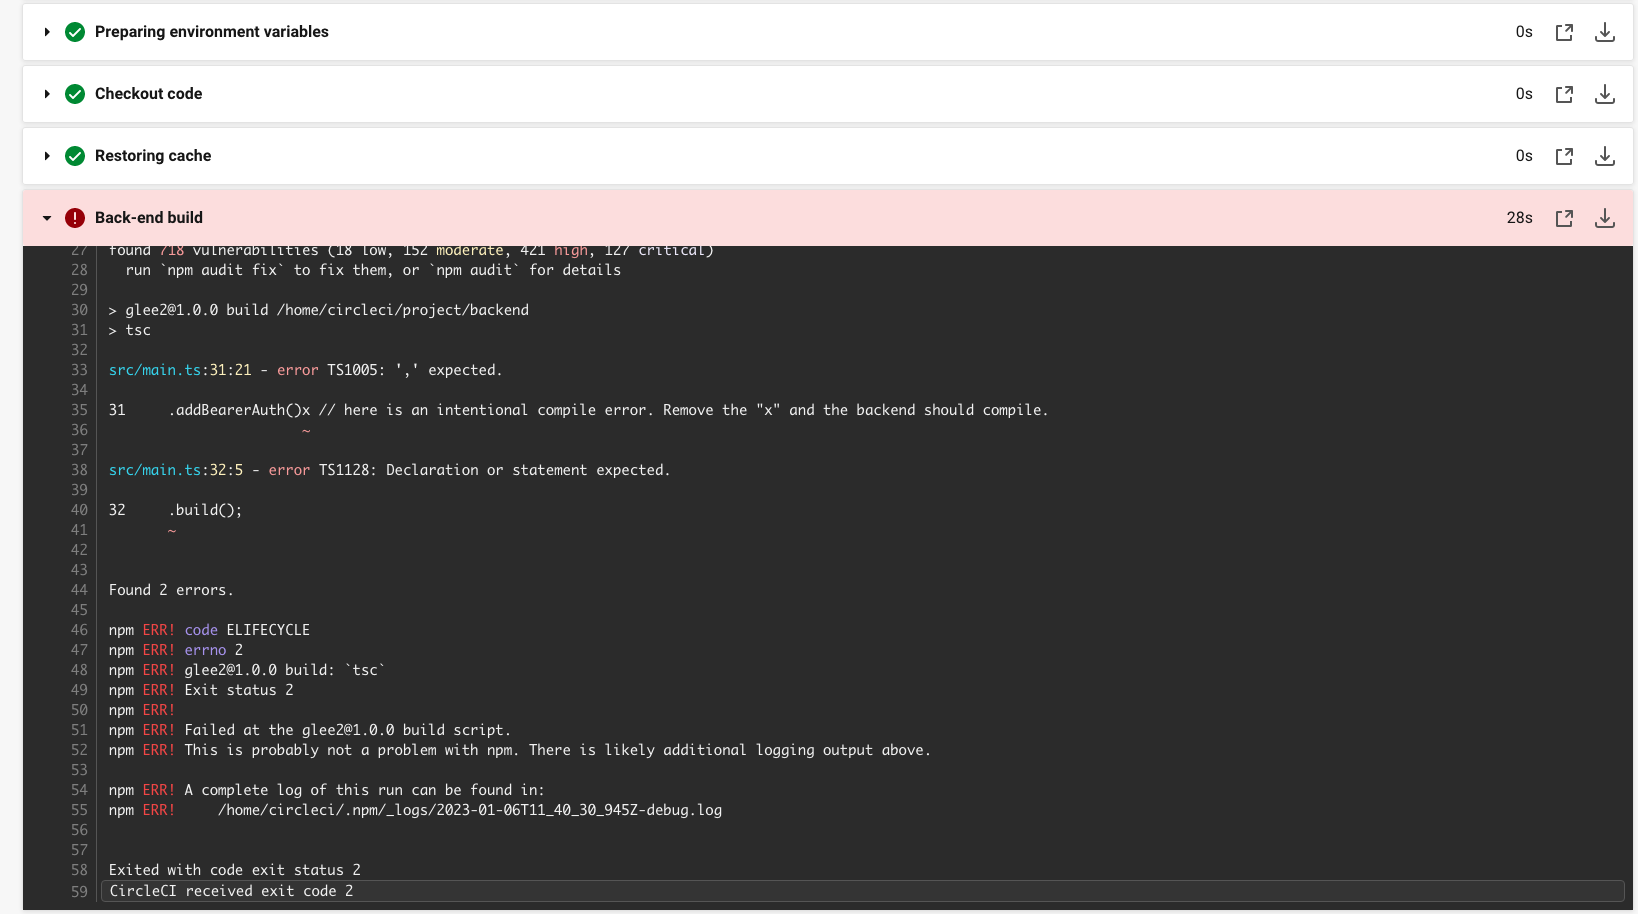 Preparing environment variables 0s
Checkout code 0s
Restoring cache 0s
Back-end build 28s
27 found 718 vulnerabilities (18 low, 152 moderate, 421 high, 127 critical)
28   run `npm audit fix` to fix them, or `npm audit` for details
29
30 > glee2@1.0.0 build /home/circleci/project/backend
31 > tsc
32
33 src/main.ts:31:21 - error TS1005: ',' expected.
34
35 31     .addBearerAuth()x // here is an intentional compile error. Remove the "x" and the backend should compile.
36                        ~
37
38 src/main.ts:32:5 - error TS1128: Declaration or statement expected.
39
40 32     .build();
41        ~
42
43
44 Found 2 errors.
45
46 npm ERR! code ELIFECYCLE
47 npm ERR! errno 2
48 npm ERR! glee2@1.0.0 build: `tsc`
49 npm ERR! Exit status 2
50 npm ERR!
51 npm ERR! Failed at the glee2@1.0.0 build script.
52 npm ERR! This is probably not a problem with npm. There is likely additional logging output above.
53
54 npm ERR! A complete log of this run can be found in:
55 npm ERR!     /home/circleci/.npm/_logs/2023-01-06T11_40_30_945Z-debug.log
56
57
58 Exited with code exit status 2
59 CircleCI received exit code 2